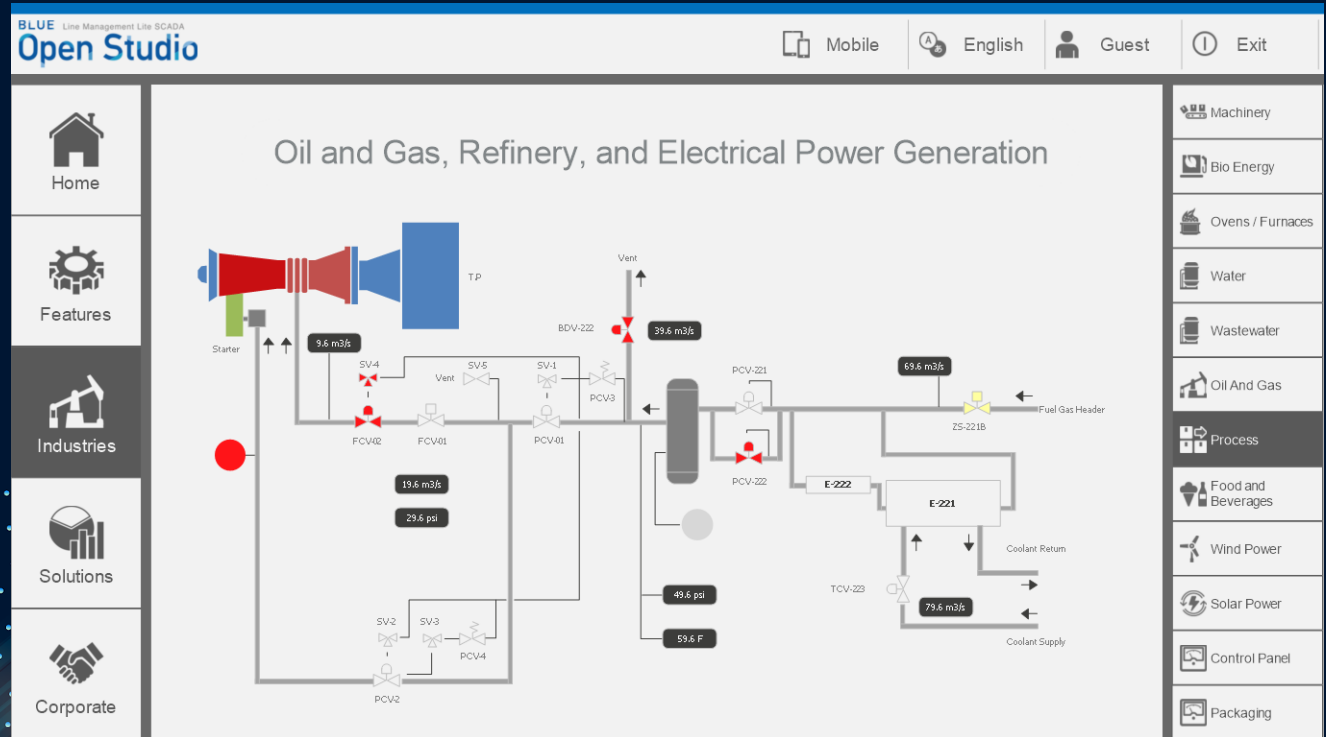 BLUE Line Management Lite SCADA
Open Studio
Mobile
English
Guest
Exit
Home
Features
Industries
Solutions
Corporate
Oil and Gas, Refinery, and Electrical Power Generation
T.P
Starter
9.6 m3/s
SV-4
Vent
SV-5
SV-1
PCV-3
FCV-02
FCV-01
PCV-01
Vent
BDV-222
39.6 m3/s
PCV-221
PCV-222
69.6 m3/s
Fuel Gas Header
ZS-221B
19.6 m3/s
29.6 psi
E-222
E-221
Coolant Return
TCV-223
79.6 m3/s
Coolant Supply
49.6 psi
59.6 F
SV-2
SV-3
PCV-4
PCV-2
Machinery
Bio Energy
Ovens / Furnaces
Water
Wastewater
Oil And Gas
Process
Food and
Beverages
Wind Power
Solar Power
Control Panel
Packaging